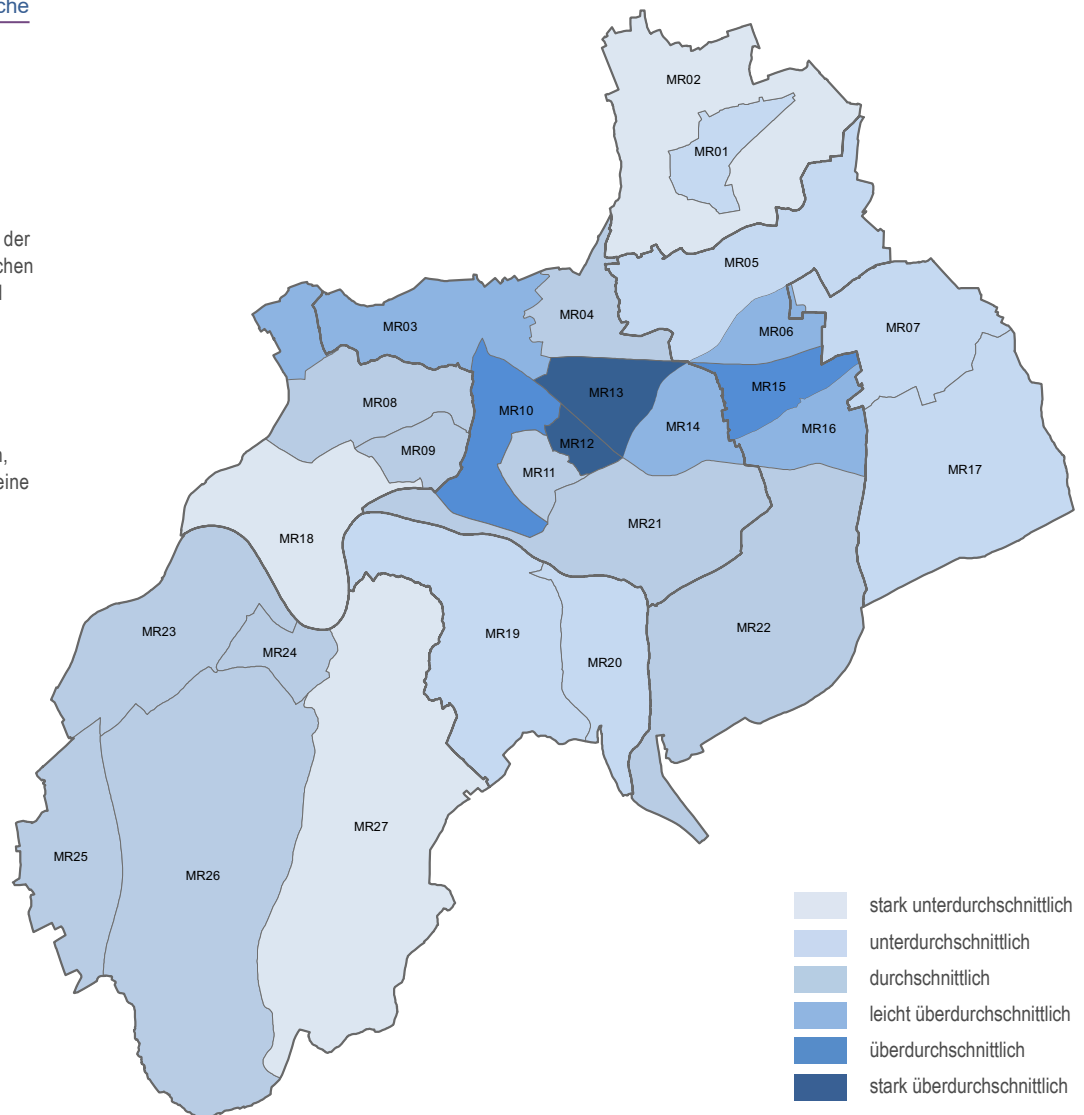 che
der
chen
l
n,
eine
MR02
MR01
MR05
MR04
MR03
MR06
MR07
MR15
MR13
MR08
MR10
MR14
MR16
MR12
MR09
MR11
MR17
MR21
MR18
MR22
MR23
MR19
MR24
MR20
MR27
MR25
MR26
stark unterdurchschnittlich
unterdurchschnittlich
durchschnittlich
leicht überdurchschnittlich
überdurchschnittlich
stark überdurchschnittlich